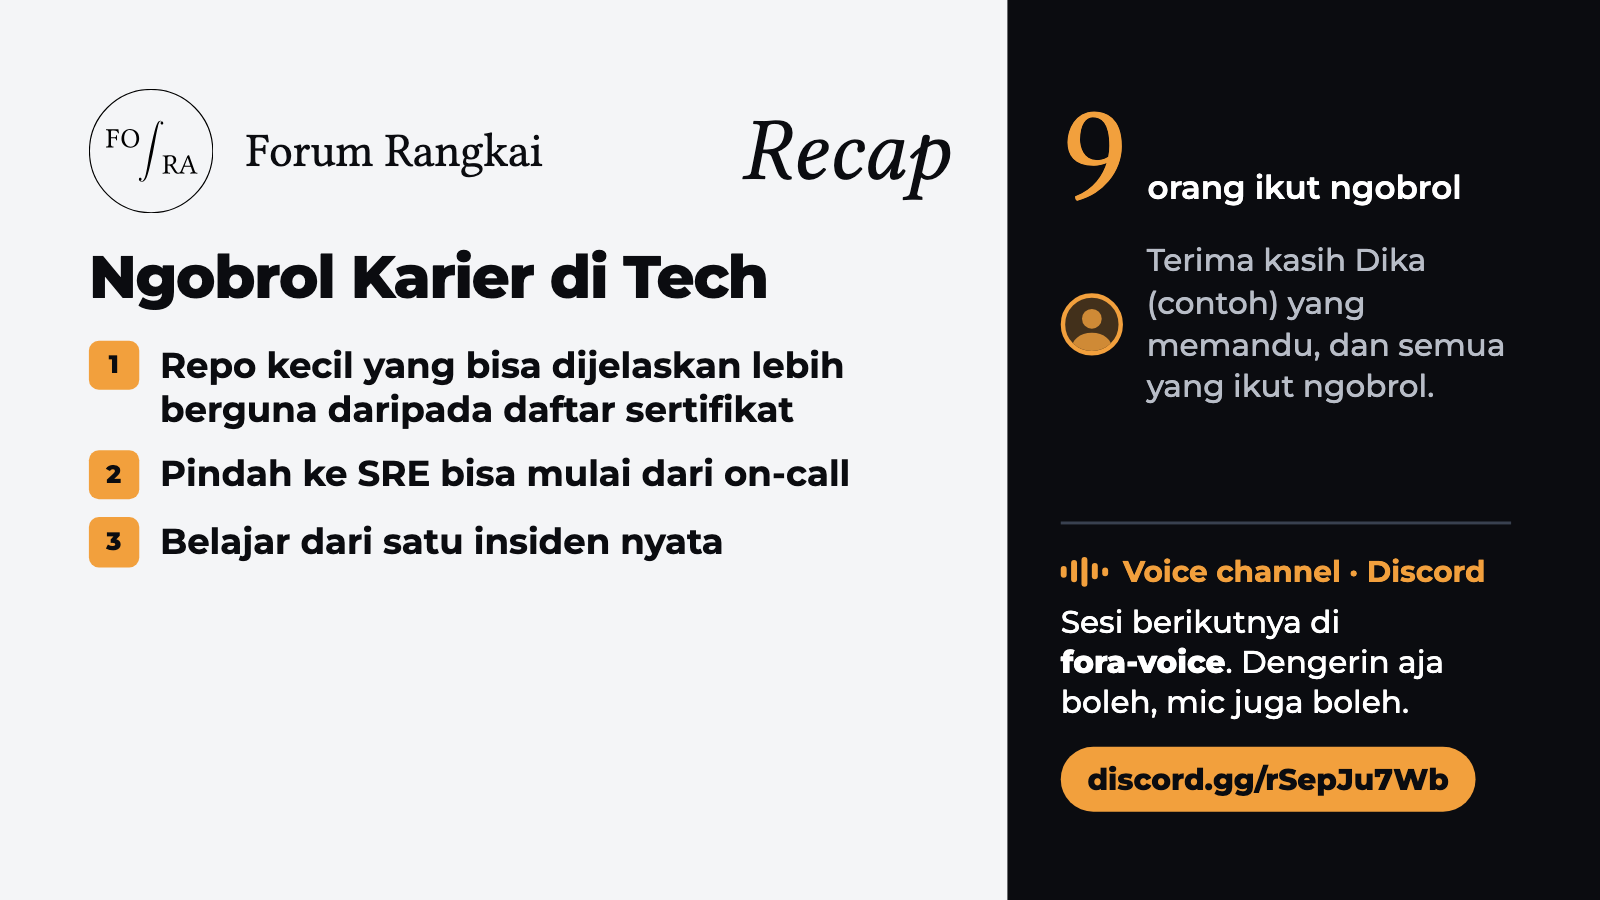 FO
RA
Forum Rangkai
Recap
Ngobrol Karier di Tech
1
Repo kecil yang bisa dijelaskan lebih
berguna daripada daftar sertifikat
2
Pindah ke SRE bisa mulai dari on-call
3
Belajar dari satu insiden nyata
9 orang ikut ngobrol
Terima kasih Dika
(contoh) yang
memandu, dan semua
yang ikut ngobrol.
Voice channel · Discord
Sesi berikutnya di
fora-voice. Dengerin aja
boleh, mic juga boleh.
discord.gg/rSepJu7Wb